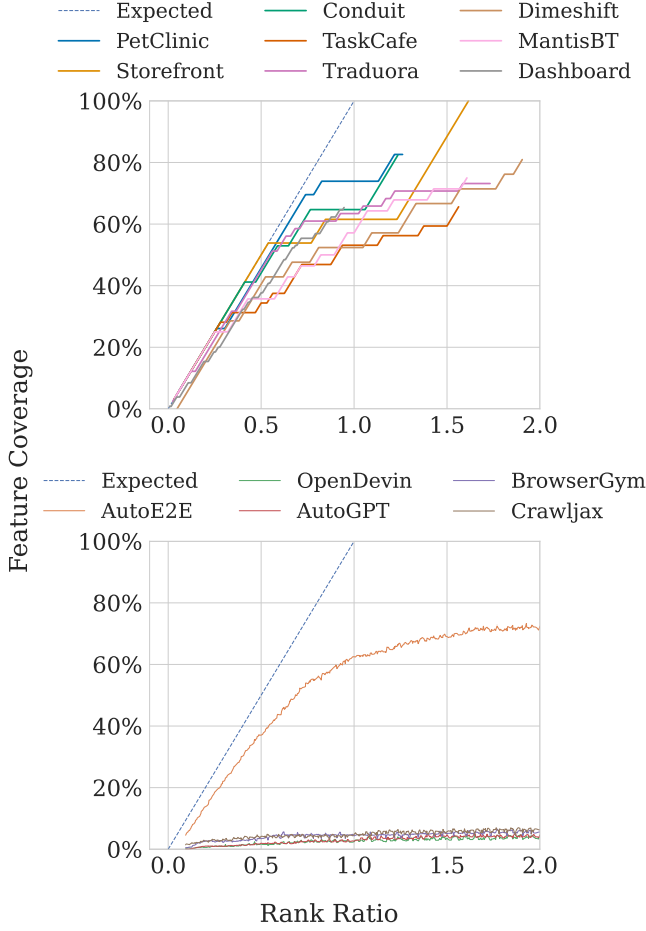 Expected Conduit Dimeshift
PetClinic TaskCafe MantisBT
Storefront Traduora Dashboard
100%
80%
60%
40%
20%
0%
0.0 0.5 1.0 1.5 2.0
Feature Coverage
Expected OpenDevin BrowserGym
AutoE2E AutoGPT Crawljax
100%
80%
60%
40%
20%
0%
0.0 0.5 1.0 1.5 2.0
Rank Ratio